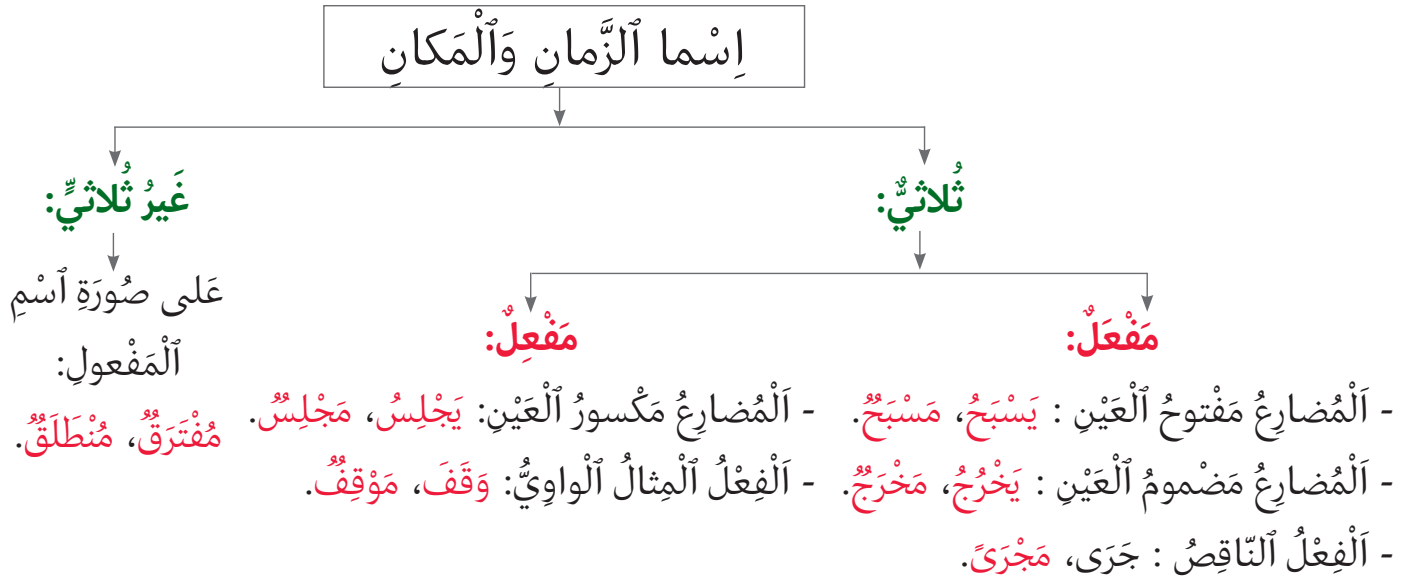 اِسْما ٱلزَّمانِ وَٱلْمَكانِ
ثُلاثيٌّ:
غَيرُ ثُلاثيٍّ:
مَفْعَلٌ:
- اَلْمُضارِعُ مَفْتوحُ ٱلْعَيْنِ : يَسْبَحُ، مَسْبَحٌ.
- اَلْمُضارِعُ مَضْمومُ ٱلْعَيْنِ : يَخْرُجُ، مَخْرَجٌ.
- اَلْفِعْلُ ٱلنّاقِصُ : جَرَى، مَجْرَىً.
مَفْعِلٌ:
- اَلْمُضارِعُ مَكْسورُ ٱلْعَيْنِ: يَجْلِسُ، مَجْلِسٌ.
- اَلْفِعْلُ ٱلْمِثالُ ٱلْواوِيُّ: وَقَفَ، مَوْقِفٌ.
عَلى صُورَةِ ٱسْمِ
ٱلْمَفْعولِ:
مُفْتَرَقٌ، مُنْطَلَقٌ.